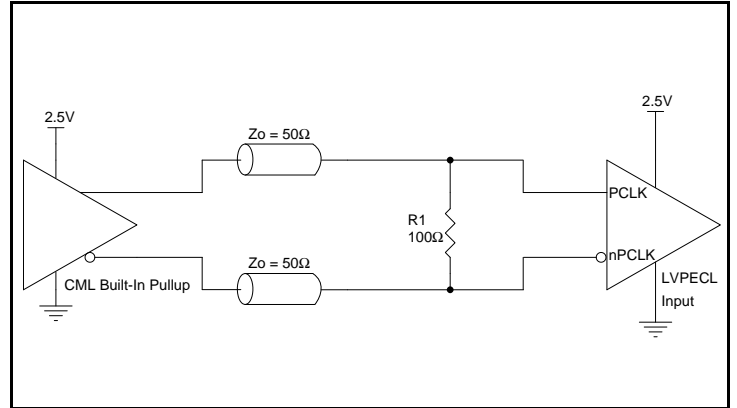 2.5V
2.5V
Zo = 50Ω
PCLK
R1
100Ω
nPCLK
Zo = 50Ω
CML Built-In Pullup
LVPECL
Input